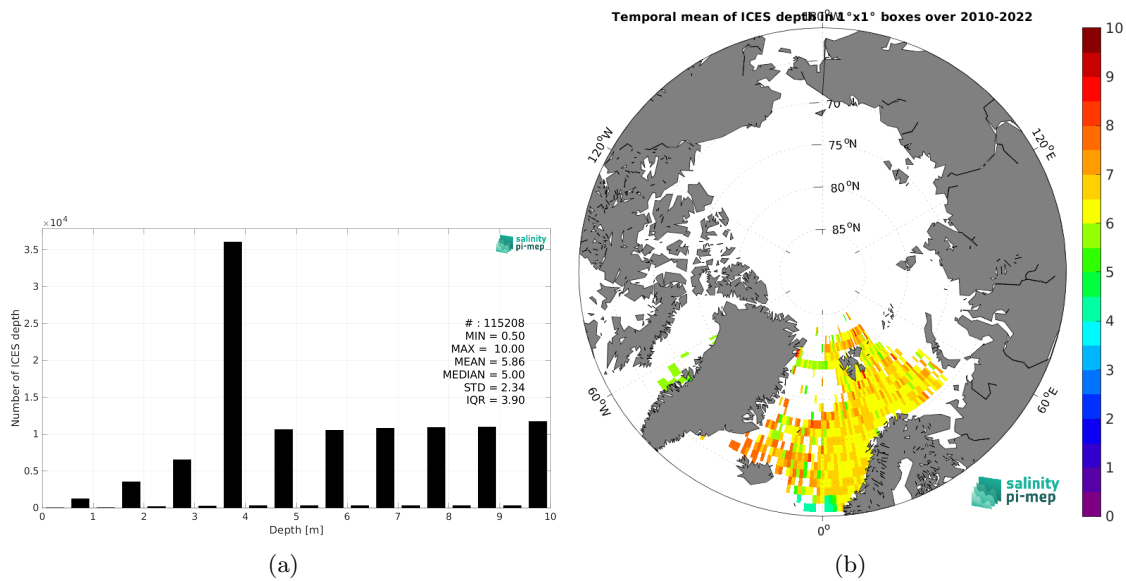 Temporal mean of ICES depth in 1°x1° boxes over 2010-2022
180°W
×10⁴
3.5
3
2.5
2
1.5
1
0.5
0
Number of ICES depth
salinity
pi-mep
# : 115208
MIN = 0.50
MAX = 10.00
MEAN = 5.86
MEDIAN = 5.00
STD = 2.34
IQR = 3.90
0 1 2 3 4 5 6 7 8 9 10
Depth [m]
(a)
120°W
60°W
0°
60°E
120°E
75°N
80°N
85°N
salinity
pi-mep
10
9
8
7
6
5
4
3
2
1
0
(b)